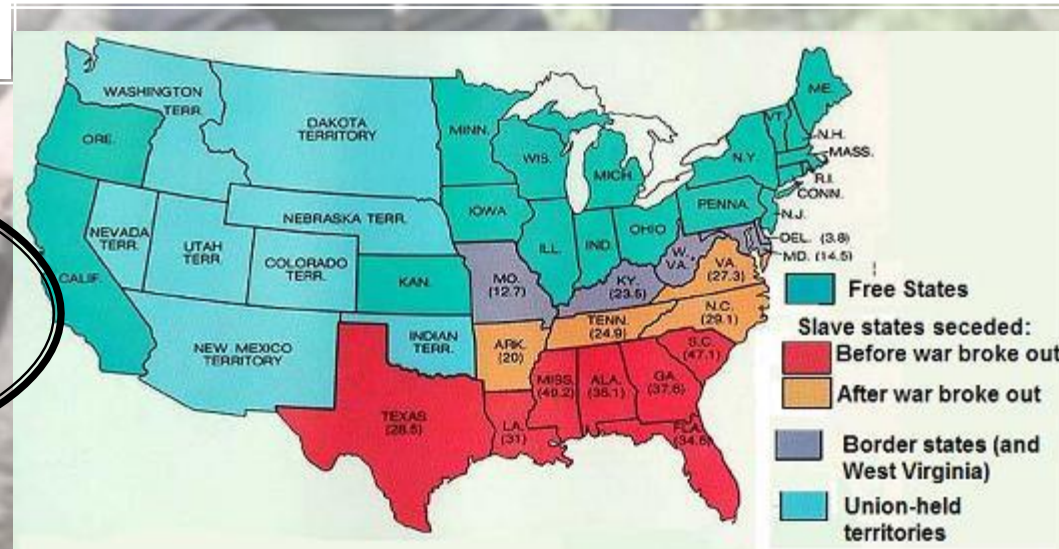 WASHINGTON
TERR.
ORE.
DAKOTA
TERRITORY
MINN.
WIS.
MICH.
ME.
VT.
N.H.
N.Y.
MASS.
R.I.
CONN.
NEVADA
TERR.
UTAH
TERR.
COLORADO
TERR.
NEBRASKA TERR.
IOWA
ILL.
IND.
OHIO
PENNA.
N.J.
CALIF.
KAN.
MO.
(12.7)
KY.
(23.5)
W.
VA.
VA.
(27.3)
DEL. (3.8)
MD. (14.5)
NEW MEXICO
TERRITORY
INDIAN
TERR.
ARK.
(20)
TENN.
(24.9)
N.C.
(29.1)
S.C.
(47.1)
TEXAS
(28.5)
LA.
(31)
MISS.
(40.2)
ALA.
(35.1)
GA.
(37.6)
FLA.
(34.5)
Free States
Slave states seceded:
Before war broke out
After war broke out
Border states (and
West Virginia)
Union-held
territories